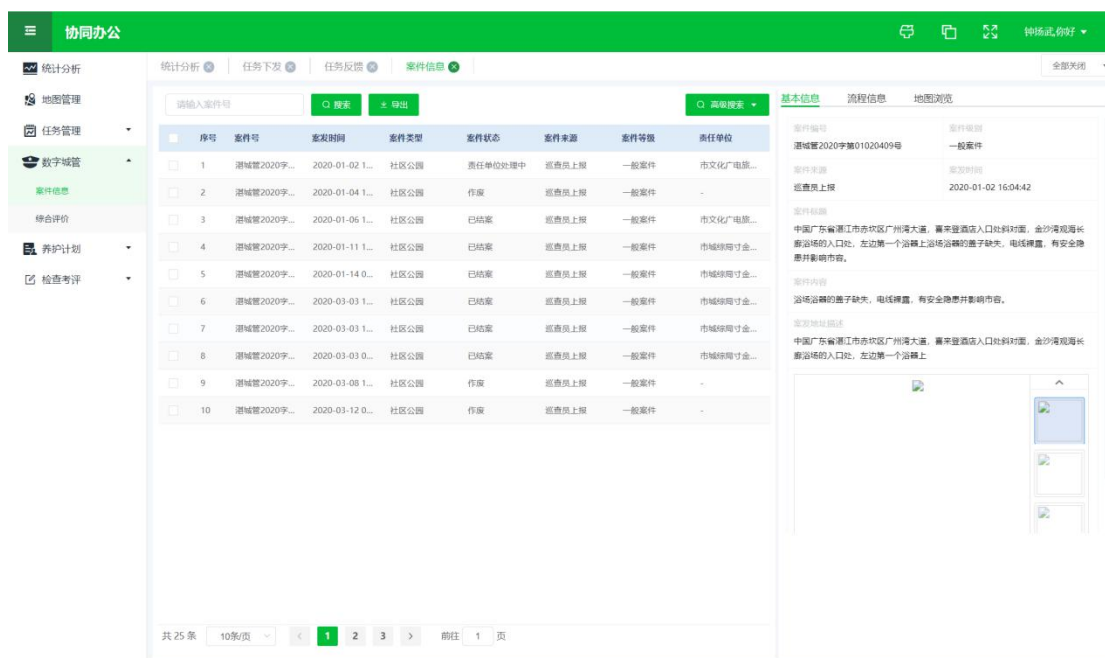 协同办公
钟扬武,你好
统计分析
任务下发
任务反馈
案件信息
全部关闭
统计分析
地图管理
任务管理
数字城管
案件信息
综合评价
养护计划
检查考评
请输入案件号
搜索
导出
高级搜索
序号 案件号 案发时间 案件类型 案件状态 案件来源 案件等级 责任单位
1 湛城管2020字... 2020-01-02 1... 社区公园 责任单位处理中 巡查员上报 一般案件 市文化广电旅...
2 湛城管2020字... 2020-01-04 1... 社区公园 作废 巡查员上报 一般案件 -
3 湛城管2020字... 2020-01-06 1... 社区公园 已结案 巡查员上报 一般案件 市文化广电旅...
4 湛城管2020字... 2020-01-11 1... 社区公园 已结案 巡查员上报 一般案件 市城综局寸金...
5 湛城管2020字... 2020-01-14 0... 社区公园 已结案 巡查员上报 一般案件 市城综局寸金...
6 湛城管2020字... 2020-03-03 1... 社区公园 已结案 巡查员上报 一般案件 市城综局寸金...
7 湛城管2020字... 2020-03-03 1... 社区公园 已结案 巡查员上报 一般案件 市城综局寸金...
8 湛城管2020字... 2020-03-03 0... 社区公园 已结案 巡查员上报 一般案件 市城综局寸金...
9 湛城管2020字... 2020-03-08 1... 社区公园 作废 巡查员上报 一般案件 -
10 湛城管2020字... 2020-03-12 0... 社区公园 作废 巡查员上报 一般案件 -
共 25 条 10条/页 1 2 3 前往 1 页
基本信息 流程信息 地图浏览
案件编号 案件级别
湛城管2020字第01020409号 一般案件
案件来源 案发时间
巡查员上报 2020-01-02 16:04:42
案件标题
中国广东省湛江市赤坎区广州湾大道，喜来登酒店入口处斜对面，金沙湾观海长
廊浴场的入口处，左边第一个浴器上浴场浴器的盖子缺失，电线裸露，有安全隐
患并影响市容。
案件内容
浴场浴器的盖子缺失，电线裸露，有安全隐患并影响市容。
案发地址描述
中国广东省湛江市赤坎区广州湾大道，喜来登酒店入口处斜对面，金沙湾观海长
廊浴场的入口处，左边第一个浴器上